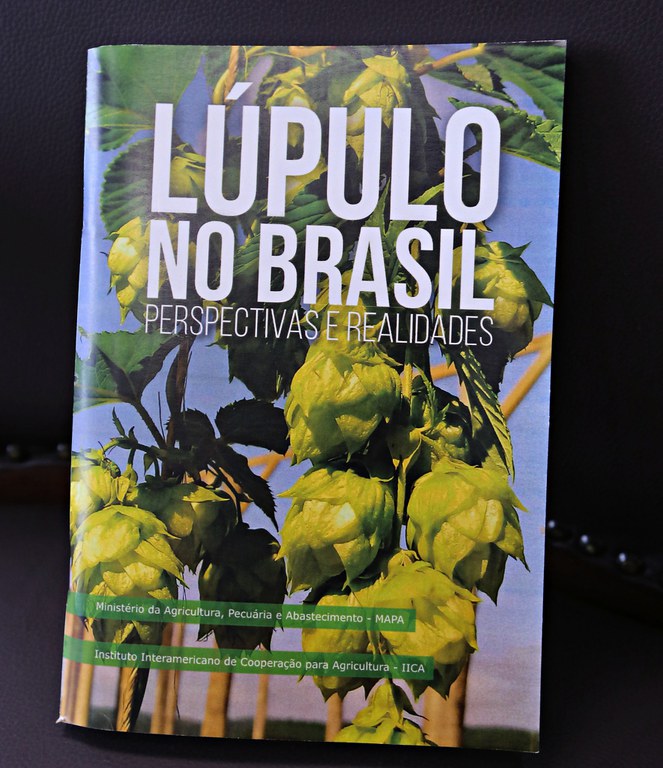 LÚPULO
NO BRASIL
PERSPECTIVAS E REALIDADES
Ministério da Agricultura, Pecuária e Abastecimento - MAPA
Instituto Interamericano de Cooperação para Agricultura - IICA